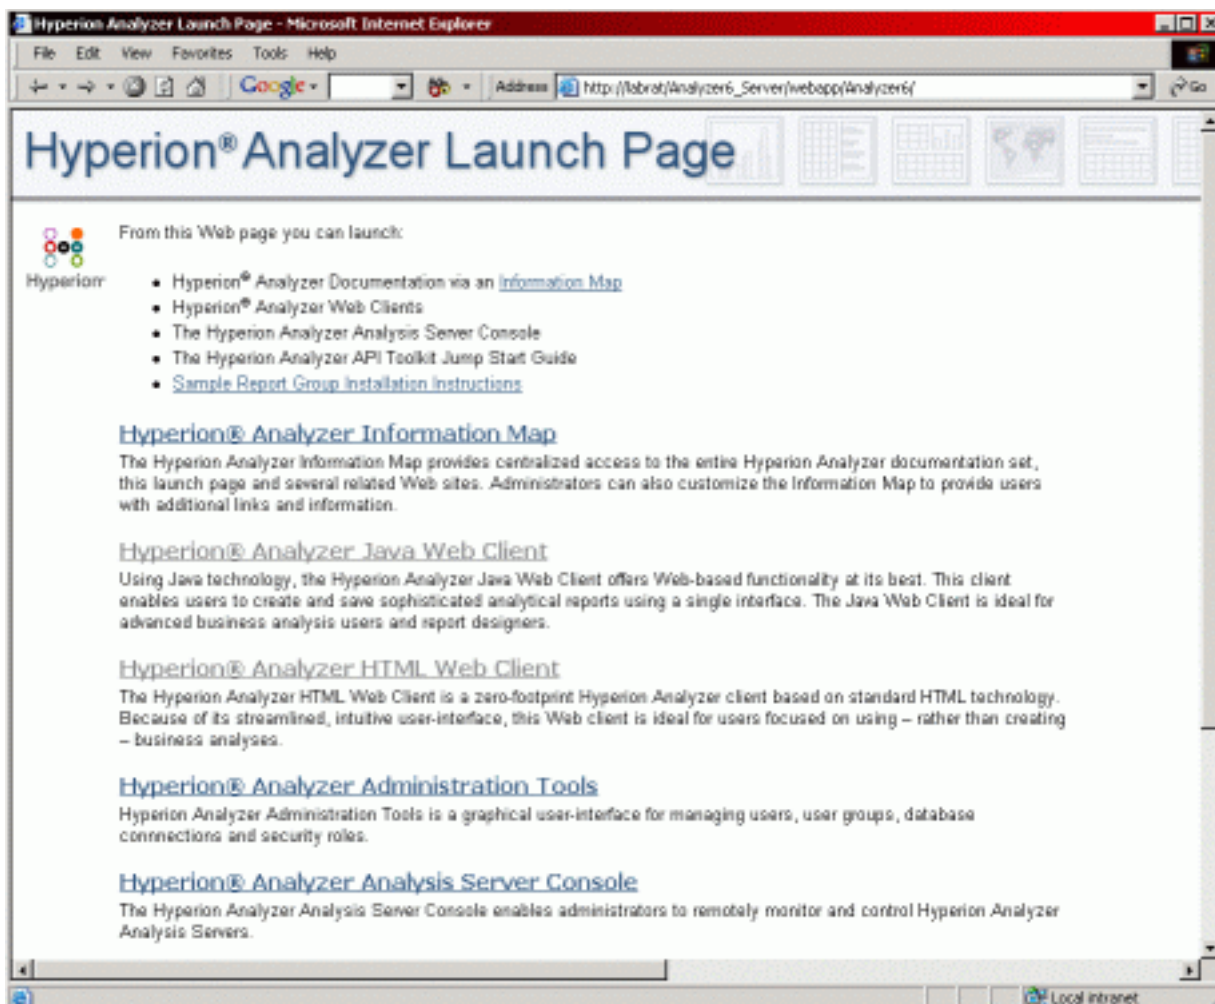 Hyperion Analyzer Launch Page - Microsoft Internet Explorer
File Edit View Favorites Tools Help
Google Address http://labrat/Analyzer6_Server/webapp/Analyzer6/ Go
Hyperion® Analyzer Launch Page
Hyperion
From this Web page you can launch:
• Hyperion® Analyzer Documentation via an Information Map
• Hyperion® Analyzer Web Clients
• The Hyperion Analyzer Analysis Server Console
• The Hyperion Analyzer API Toolkit Jump Start Guide
• Sample Report Group Installation Instructions
Hyperion® Analyzer Information Map
The Hyperion Analyzer Information Map provides centralized access to the entire Hyperion Analyzer documentation set,
this launch page and several related Web sites. Administrators can also customize the Information Map to provide users
with additional links and information.
Hyperion® Analyzer Java Web Client
Using Java technology, the Hyperion Analyzer Java Web Client offers Web-based functionality at its best. This client
enables users to create and save sophisticated analytical reports using a single interface. The Java Web Client is ideal for
advanced business analysis users and report designers.
Hyperion® Analyzer HTML Web Client
The Hyperion Analyzer HTML Web Client is a zero-footprint Hyperion Analyzer client based on standard HTML technology.
Because of its streamlined, intuitive user-interface, this Web client is ideal for users focused on using – rather than creating
– business analyses.
Hyperion® Analyzer Administration Tools
Hyperion Analyzer Administration Tools is a graphical user-interface for managing users, user groups, database
connnections and security roles.
Hyperion® Analyzer Analysis Server Console
The Hyperion Analyzer Analysis Server Console enables administrators to remotely monitor and control Hyperion Analyzer
Analysis Servers.
Local intranet